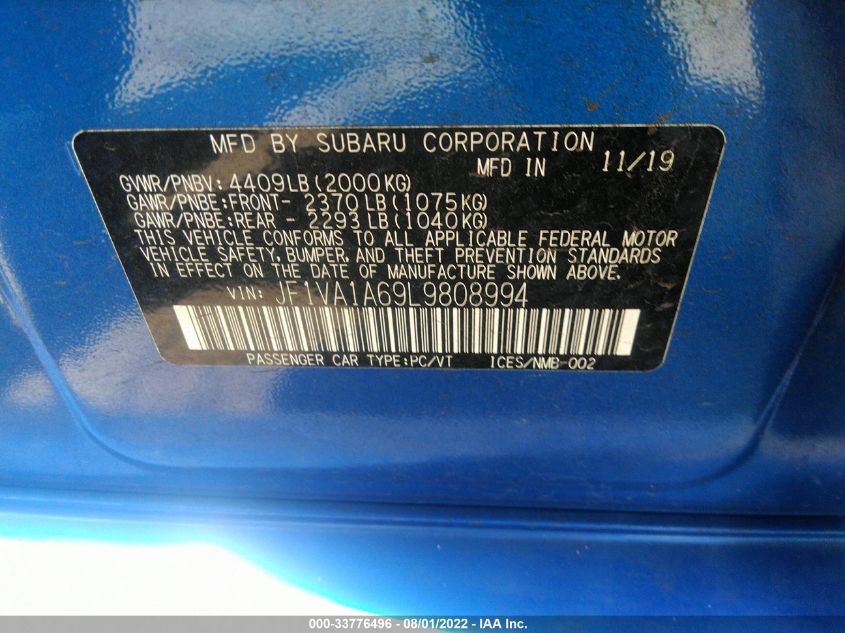 MFD BY SUBARU CORPORATION
MFD IN 11/19
GVWR/PNBV: 4409LB(2000KG)
GAWR/PNBE:FRONT- 2370LB(1075KG)
GAWR/PNBE:REAR - 2293LB(1040KG)
THIS VEHICLE CONFORMS TO ALL APPLICABLE FEDERAL MOTOR
VEHICLE SAFETY, BUMPER, AND THEFT PREVENTION STANDARDS
IN EFFECT ON THE DATE OF MANUFACTURE SHOWN ABOVE.
VIN: JF1VA1A69L9808994
PASSENGER CAR TYPE:PC/VT ICES/NMB-002
000-33776496 - 08/01/2022 - IAA Inc.